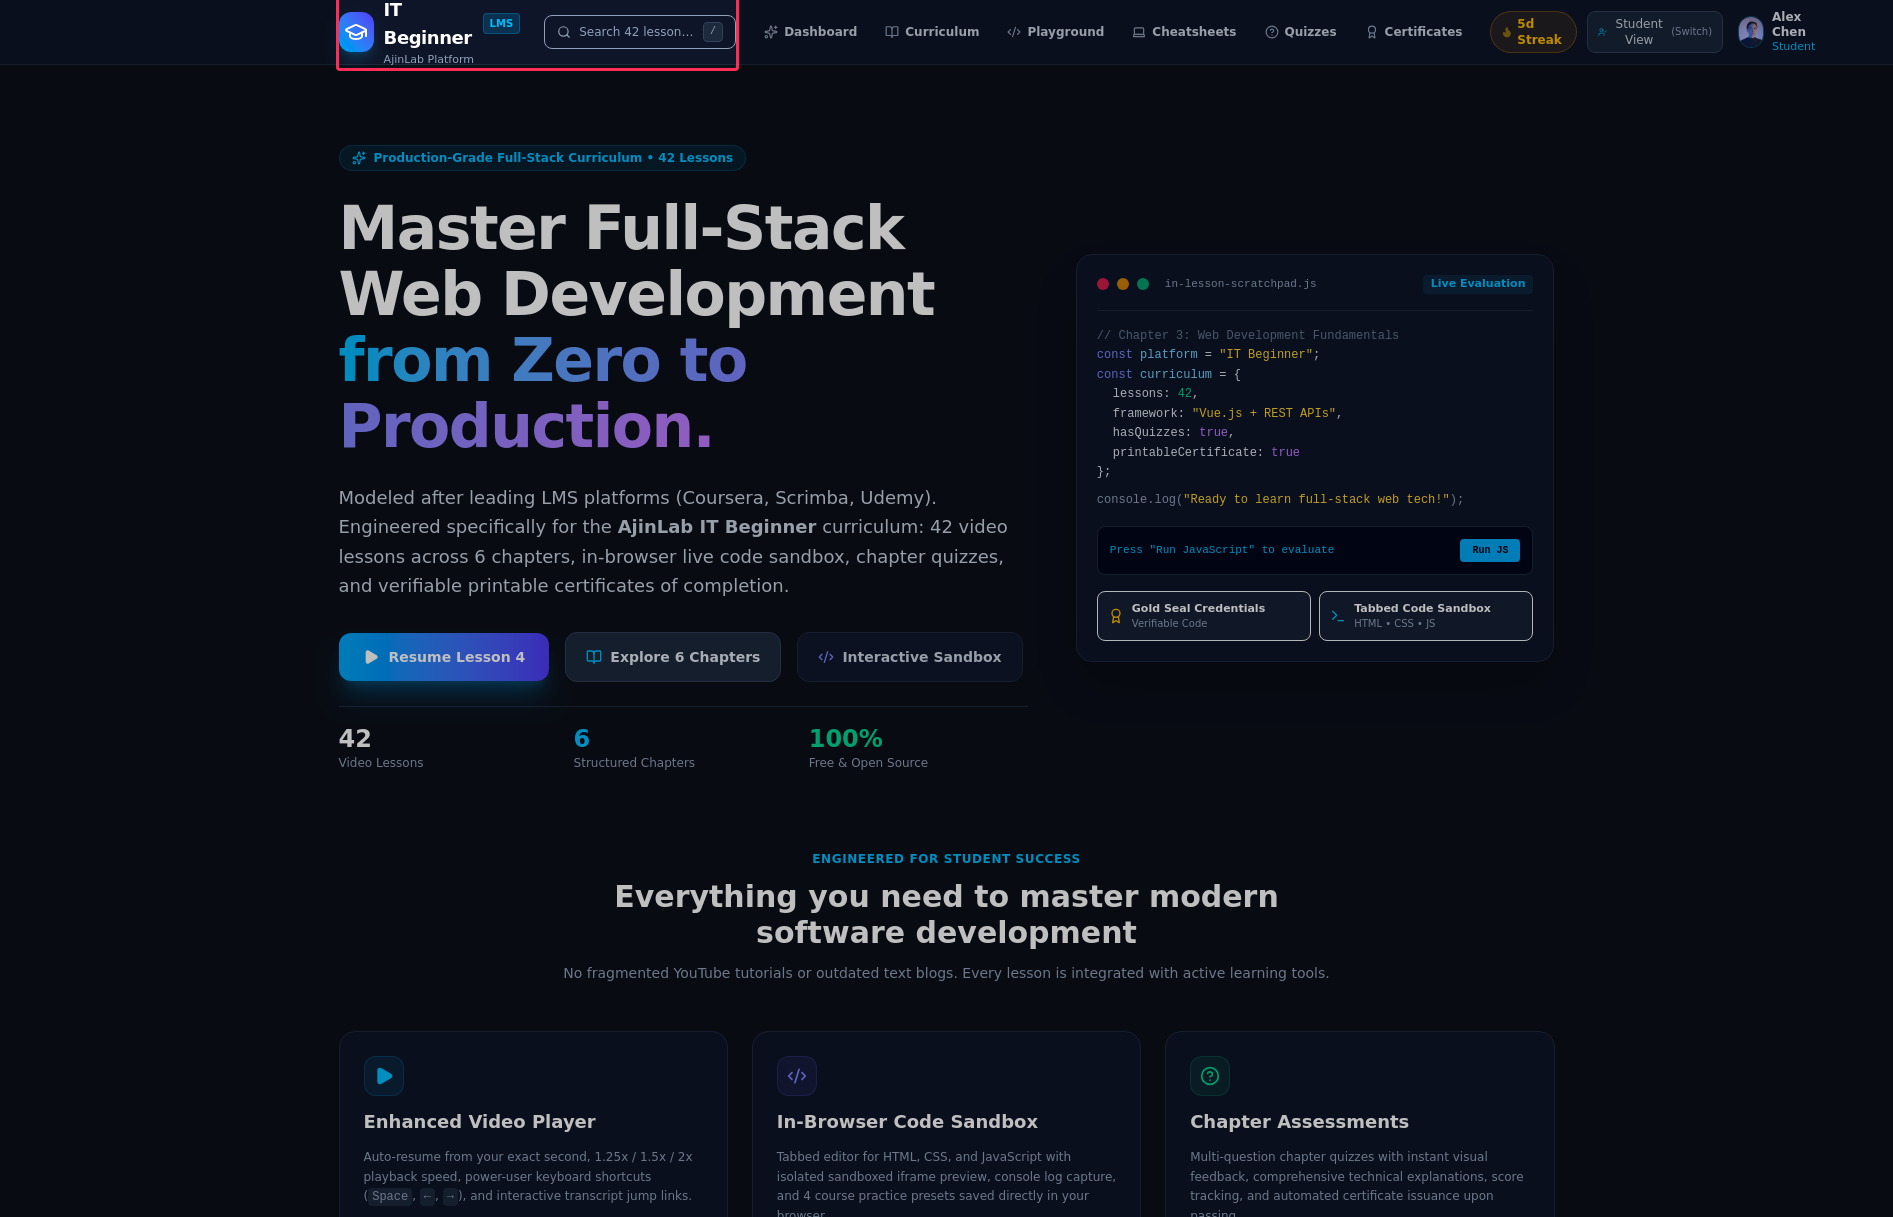 IT
Beginner
LMS
AjinLab Platform
Search 42 lesson...
/
Dashboard
Curriculum
Playground
Cheatsheets
Quizzes
Certificates
5d
Streak
Student
View
(Switch)
Alex
Chen
Student
Production-Grade Full-Stack Curriculum • 42 Lessons
Master Full-Stack
Web Development
from Zero to
Production.
Modeled after leading LMS platforms (Coursera, Scrimba, Udemy).
Engineered specifically for the AjinLab IT Beginner curriculum: 42 video
lessons across 6 chapters, in-browser live code sandbox, chapter quizzes,
and verifiable printable certificates of completion.
Resume Lesson 4
Explore 6 Chapters
Interactive Sandbox
42
Video Lessons
6
Structured Chapters
100%
Free & Open Source
in-lesson-scratchpad.js
Live Evaluation
// Chapter 3: Web Development Fundamentals
const platform = "IT Beginner";
const curriculum = {
lessons: 42,
framework: "Vue.js + REST APIs",
hasQuizzes: true,
printableCertificate: true
};
console.log("Ready to learn full-stack web tech!");
Press "Run JavaScript" to evaluate
Run JS
Gold Seal Credentials
Verifiable Code
Tabbed Code Sandbox
HTML • CSS • JS
ENGINEERED FOR STUDENT SUCCESS
Everything you need to master modern
software development
No fragmented YouTube tutorials or outdated text blogs. Every lesson is integrated with active learning tools.
Enhanced Video Player
Auto-resume from your exact second, 1.25x / 1.5x / 2x
playback speed, power-user keyboard shortcuts
(Space, ←, →), and interactive transcript jump links.
In-Browser Code Sandbox
Tabbed editor for HTML, CSS, and JavaScript with
isolated sandboxed iframe preview, console log capture,
and 4 course practice presets saved directly in your
browser.
Chapter Assessments
Multi-question chapter quizzes with instant visual
feedback, comprehensive technical explanations, score
tracking, and automated certificate issuance upon
passing.